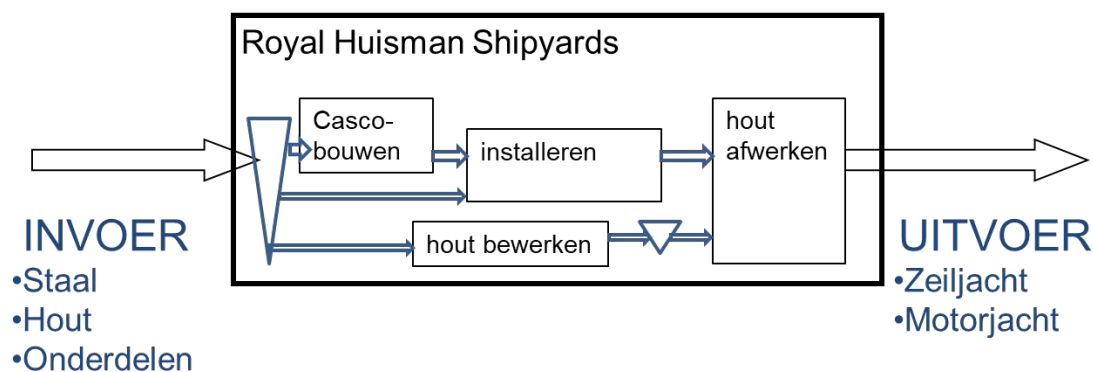 Royal Huisman Shipyards
Casco-
bouwen
installeren
hout
afwerken
hout bewerken
INVOER
•Staal
•Hout
•Onderdelen
UITVOER
•Zeiljacht
•Motorjacht